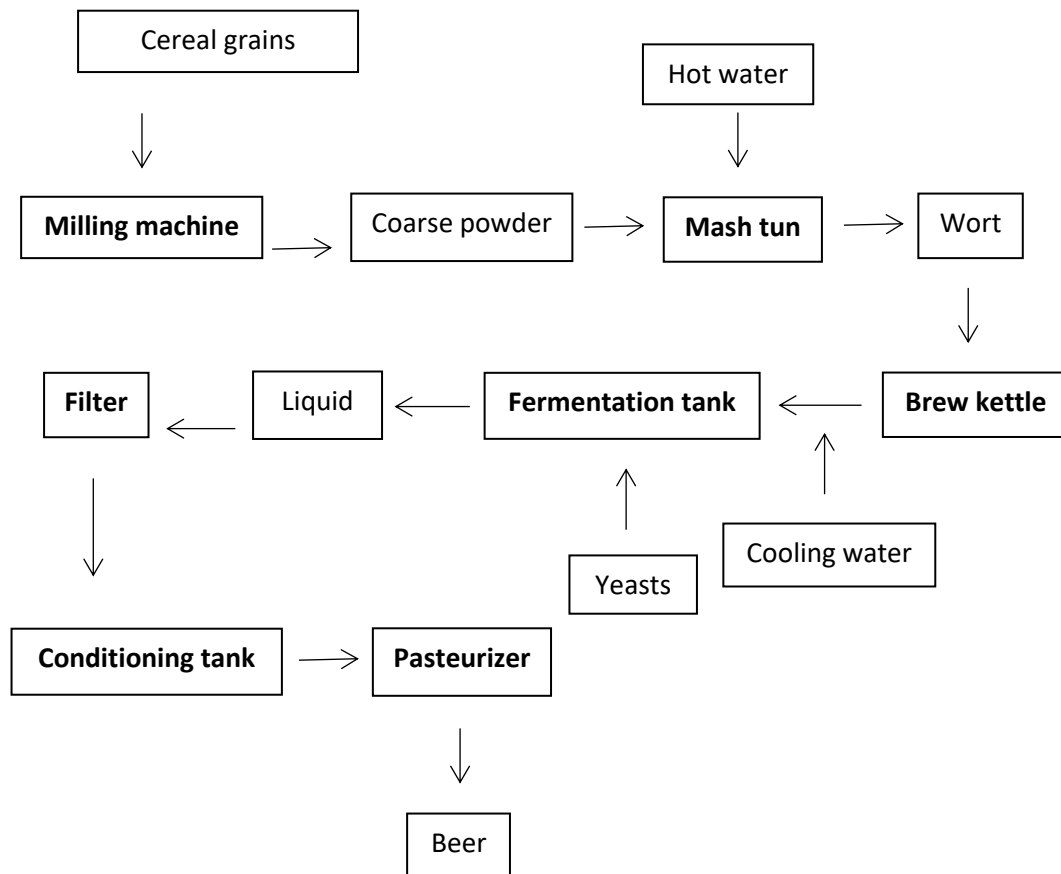 Cereal grains
Hot water
Milling machine
Coarse powder
Mash tun
Wort
Brew kettle
Fermentation tank
Liquid
Filter
Cooling water
Yeasts
Conditioning tank
Pasteurizer
Beer